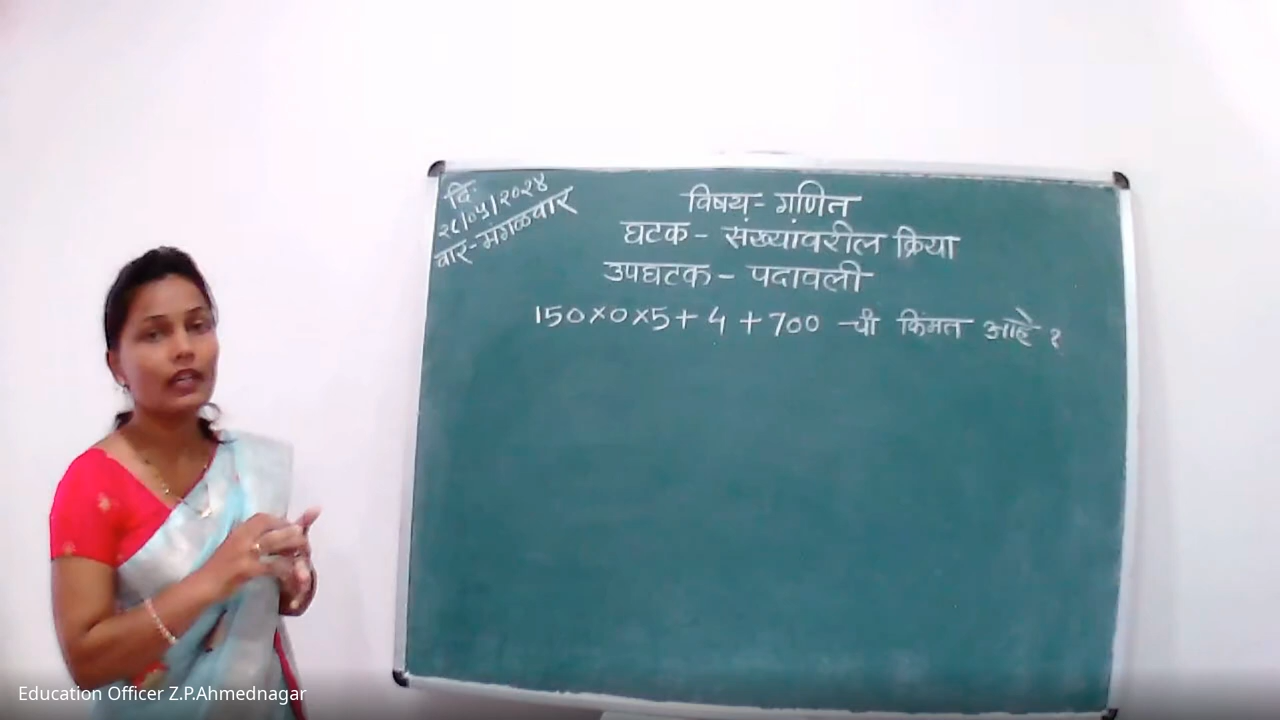 दि:
२८/०५/२०२४
वार-मंगळवार
विषय- गणित
घटक- संख्यांवरील क्रिया
उपघटक- पदावली
150×0×5+4+700 ची किंमत आहे ?
Education Officer Z.P.Ahmednagar